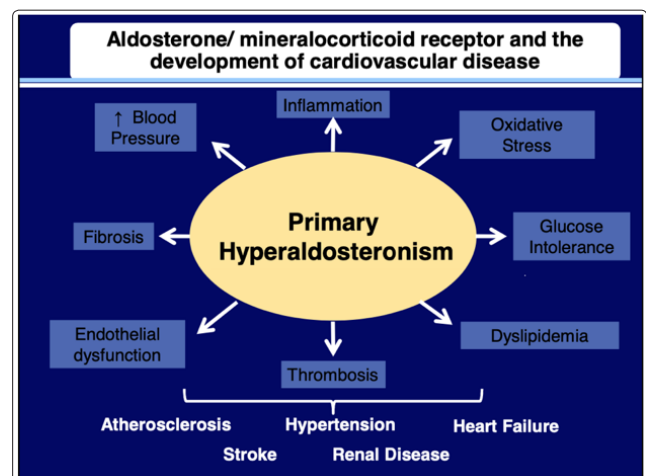 Aldosterone/ mineralocorticoid receptor and the
development of cardiovascular disease
Inflammation
↑ Blood
Pressure
Oxidative
Stress
Primary
Hyperaldosteronism
Fibrosis
Glucose
Intolerance
Endothelial
dysfunction
Dyslipidemia
Thrombosis
Atherosclerosis Hypertension Heart Failure
Stroke Renal Disease